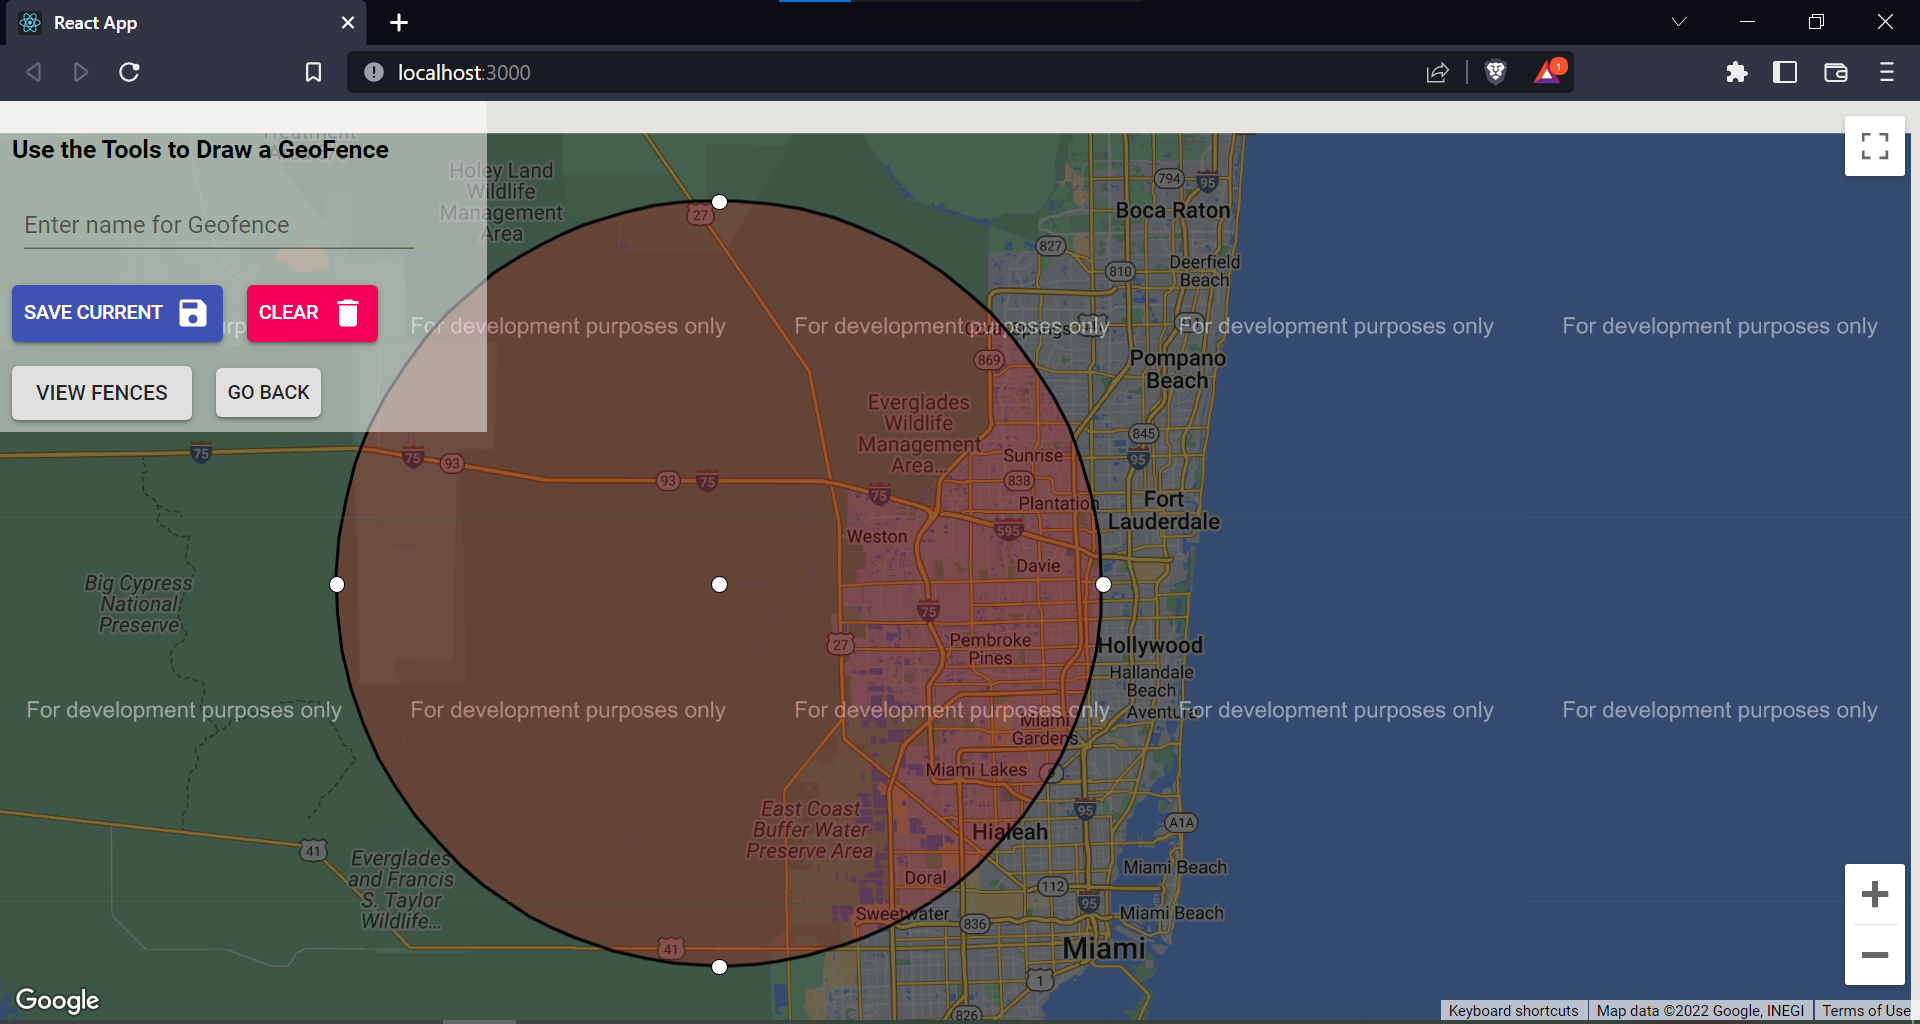 React App
localhost:3000
1
Use the Tools to Draw a GeoFence
Enter name for Geofence
SAVE CURRENT
CLEAR
VIEW FENCES
GO BACK
Holey Land
Wildlife
Management
Area
27
794
95
Boca Raton
827
810
Deerfield
Beach
For development purposes only
For development purposes only
For development purposes only
For development purposes only
869
Pompano
Beach
Everglades
Wildlife
Management
Area...
845
95
75
75
93
93
75
75
Sunrise
838
Plantation
Fort
Lauderdale
595
Weston
Davie
Big Cypress
National
Preserve
75
27
Pembroke
Pines
Hollywood
Hallandale
Beach
Aventura
For development purposes only
For development purposes only
For development purposes only
For development purposes only
For development purposes only
Miami
Gardens
Miami Lakes
East Coast
Buffer Water
Preserve Area
Hialeah
95
A1A
41
Everglades
and Francis
S. Taylor
Wildlife...
Doral
Miami Beach
112
95
Sweetwater
836
Miami Beach
41
Miami
1
826
Google
Keyboard shortcuts
Map data ©2022 Google, INEGI
Terms of Use